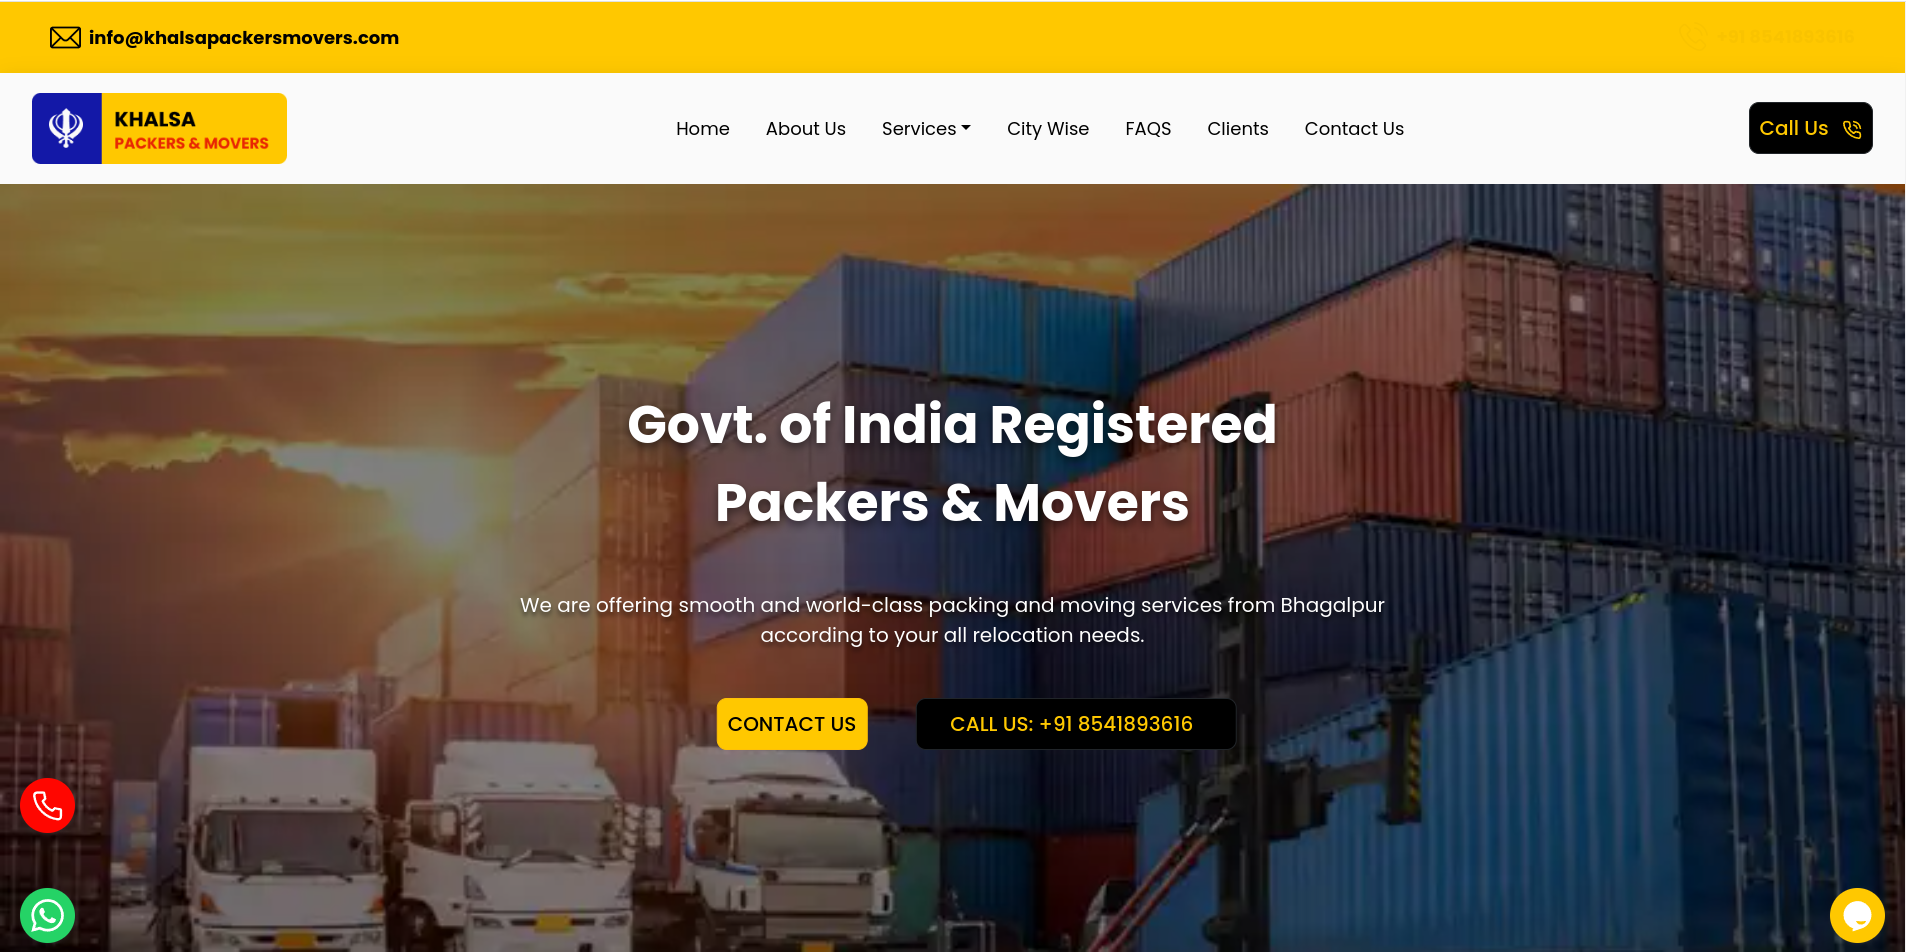 info@khalsapackersmovers.com
+91 8541893616
KHALSA
PACKERS & MOVERS
Home
About Us
Services
City Wise
FAQS
Clients
Contact Us
Call Us
Govt. of India Registered
Packers & Movers
We are offering smooth and world-class packing and moving services from Bhagalpur
according to your all relocation needs.
CONTACT US
CALL US: +91 8541893616